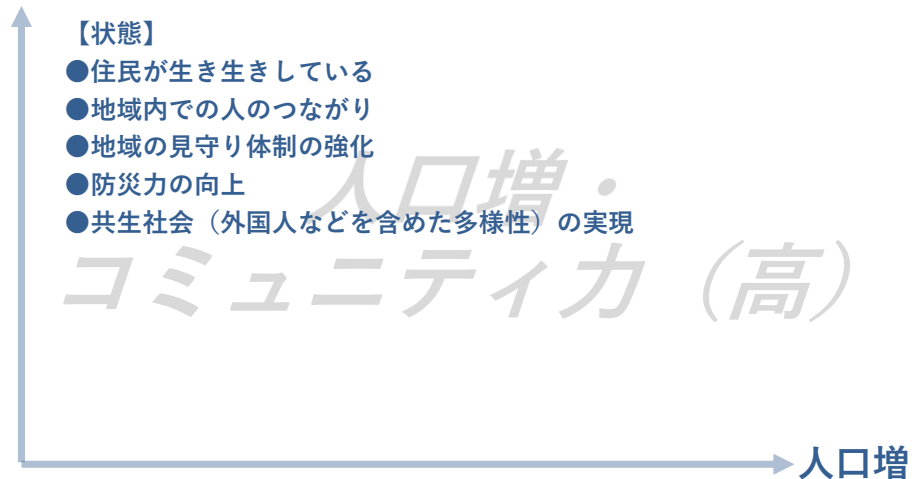 【状態】
●住民が生き生きしている
●地域内での人のつながり
●地域の見守り体制の強化
●防災力の向上
●共生社会（外国人などを含めた多様性）の実現
人口増・
コミュニティ力（高）
人口増